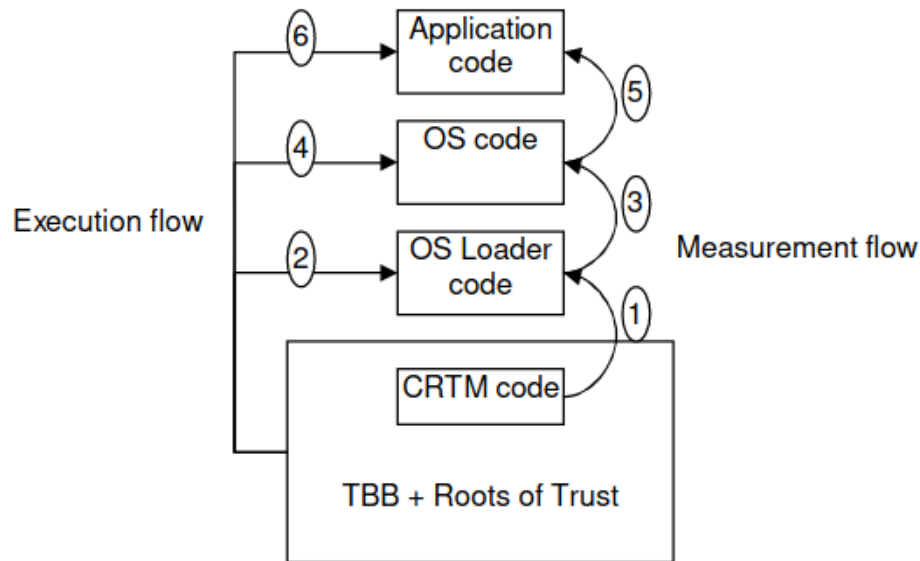 6
Application
code
5
4
OS code
3
Execution flow
2
OS Loader
code
Measurement flow
1
CRTM code
TBB + Roots of Trust